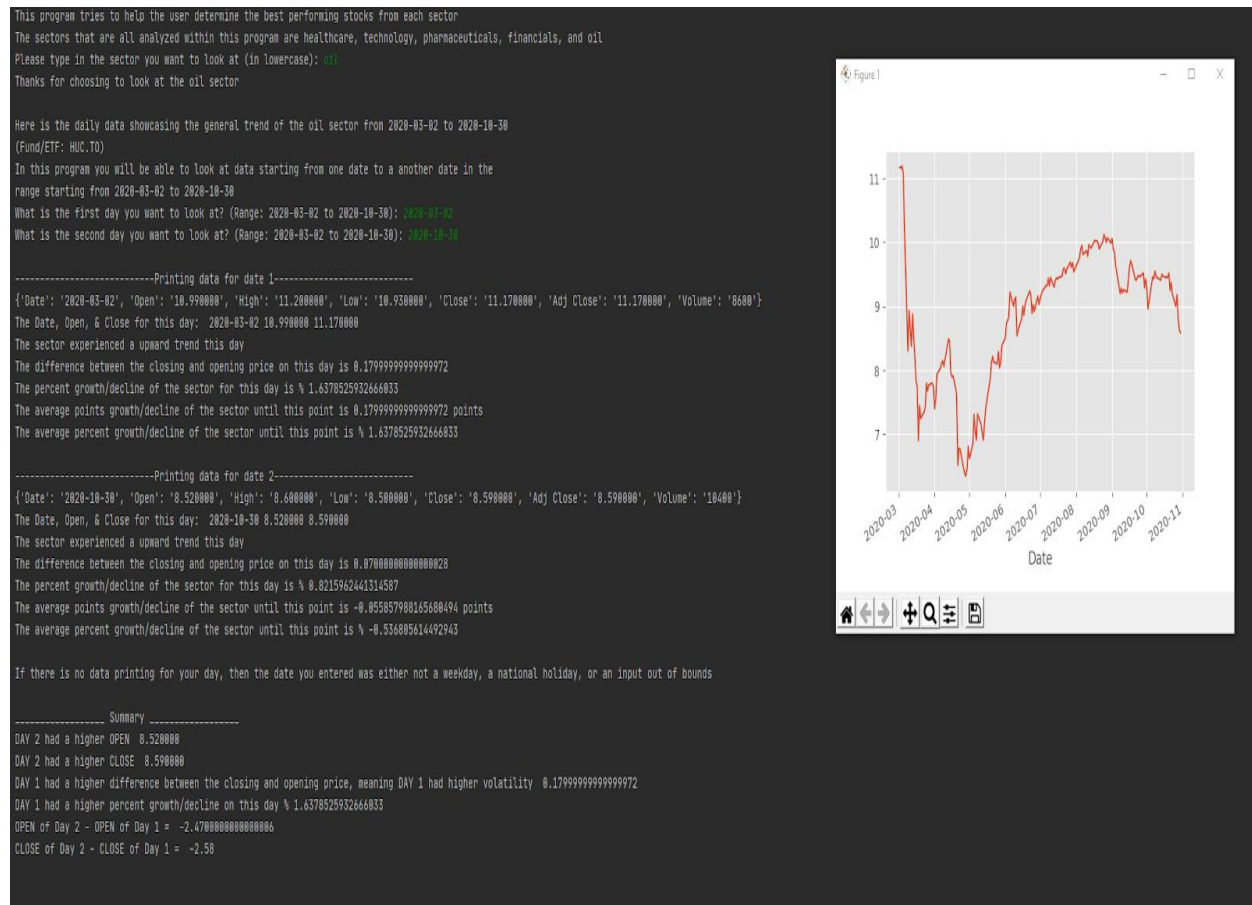 This program tries to help the user determine the best performing stocks from each sector
The sectors that are all analyzed within this program are healthcare, technology, pharmaceuticals, financials, and oil
Please type in the sector you want to look at (in lowercase): oil
Thanks for choosing to look at the oil sector
Here is the daily data showcasing the general trend of the oil sector from 2020-03-02 to 2020-10-30
(Fund/ETF: HUC.TO)
In this program you will be able to look at data starting from one date to a another date in the
range starting from 2020-03-02 to 2020-10-30
What is the first day you want to look at? (Range: 2020-03-02 to 2020-10-30): 2020-03-02
What is the second day you want to look at? (Range: 2020-03-02 to 2020-10-30): 2020-10-30
----------------------------Printing data for date 1----------------------------
{'Date': '2020-03-02', 'Open': '10.990000', 'High': '11.200000', 'Low': '10.930000', 'Close': '11.170000', 'Adj Close': '11.170000', 'Volume': '8600'}
The Date, Open, & Close for this day:  2020-03-02 10.990000 11.170000
The sector experienced a upward trend this day
The difference between the closing and opening price on this day is 0.17999999999999972
The percent growth/decline of the sector for this day is % 1.6378525932666033
The average points growth/decline of the sector until this point is 0.17999999999999972 points
The average percent growth/decline of the sector until this point is % 1.6378525932666033
----------------------------Printing data for date 2----------------------------
{'Date': '2020-10-30', 'Open': '8.520000', 'High': '8.600000', 'Low': '8.500000', 'Close': '8.590000', 'Adj Close': '8.590000', 'Volume': '10400'}
The Date, Open, & Close for this day:  2020-10-30 8.520000 8.590000
The sector experienced a upward trend this day
The difference between the closing and opening price on this day is 0.07000000000000028
The percent growth/decline of the sector for this day is % 0.8215962441314587
The average points growth/decline of the sector until this point is -0.055857988165680494 points
The average percent growth/decline of the sector until this point is % -0.536805614492943
If there is no data printing for your day, then the date you entered was either not a weekday, a national holiday, or an input out of bounds
__________________ Summary __________________
DAY 2 had a higher OPEN  8.520000
DAY 2 had a higher CLOSE  8.590000
DAY 1 had a higher difference between the closing and opening price, meaning DAY 1 had higher volatility  0.17999999999999972
DAY 1 had a higher percent growth/decline on this day % 1.6378525932666033
OPEN of Day 2 - OPEN of Day 1 =  -2.4700000000000006
CLOSE of Day 2 - CLOSE of Day 1 =  -2.58
Figure 1
11
10
9
8
7
2020-03
2020-04
2020-05
2020-06
2020-07
2020-08
2020-09
2020-10
2020-11
Date